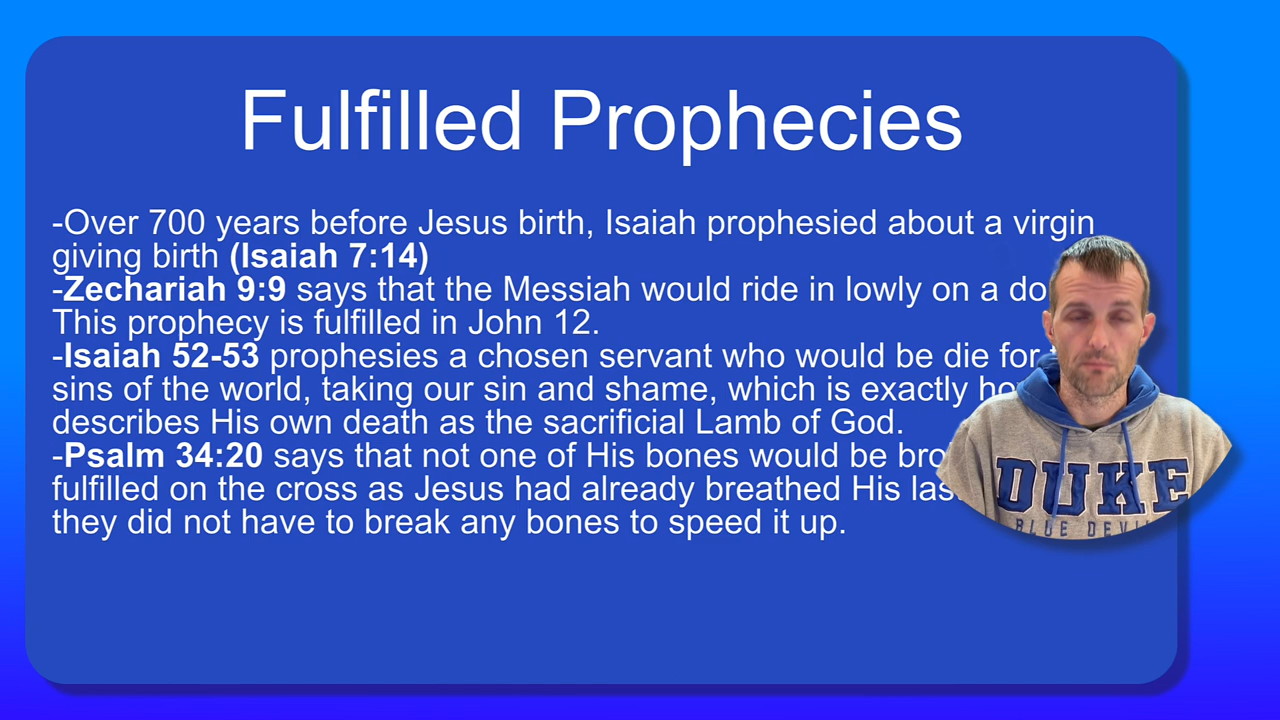 Fulfilled Prophecies
-Over 700 years before Jesus birth, Isaiah prophesied about a virgin
giving birth (Isaiah 7:14)
-Zechariah 9:9 says that the Messiah would ride in lowly on a
This prophecy is fulfilled in John 12.
-Isaiah 52-53 prophesies a chosen servant who would be die for
sins of the world, taking our sin and shame, which is exactly
describes His own death as the sacrificial Lamb of God.
-Psalm 34:20 says that not one of His bones would be
fulfilled on the cross as Jesus had already breathed His
they did not have to break any bones to speed it up.
DUKE
BLUE